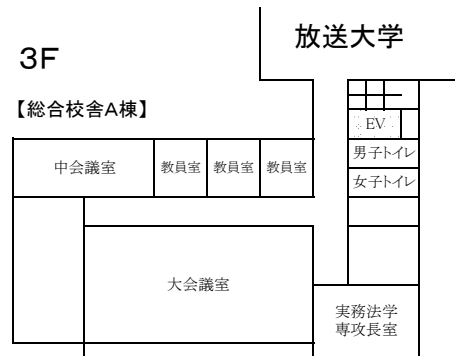 放送大学
３F
【総合校舎A棟】
EV
男子トイレ
中会議室
教員室
教員室
教員室
女子トイレ
大会議室
実務法学
専攻長室